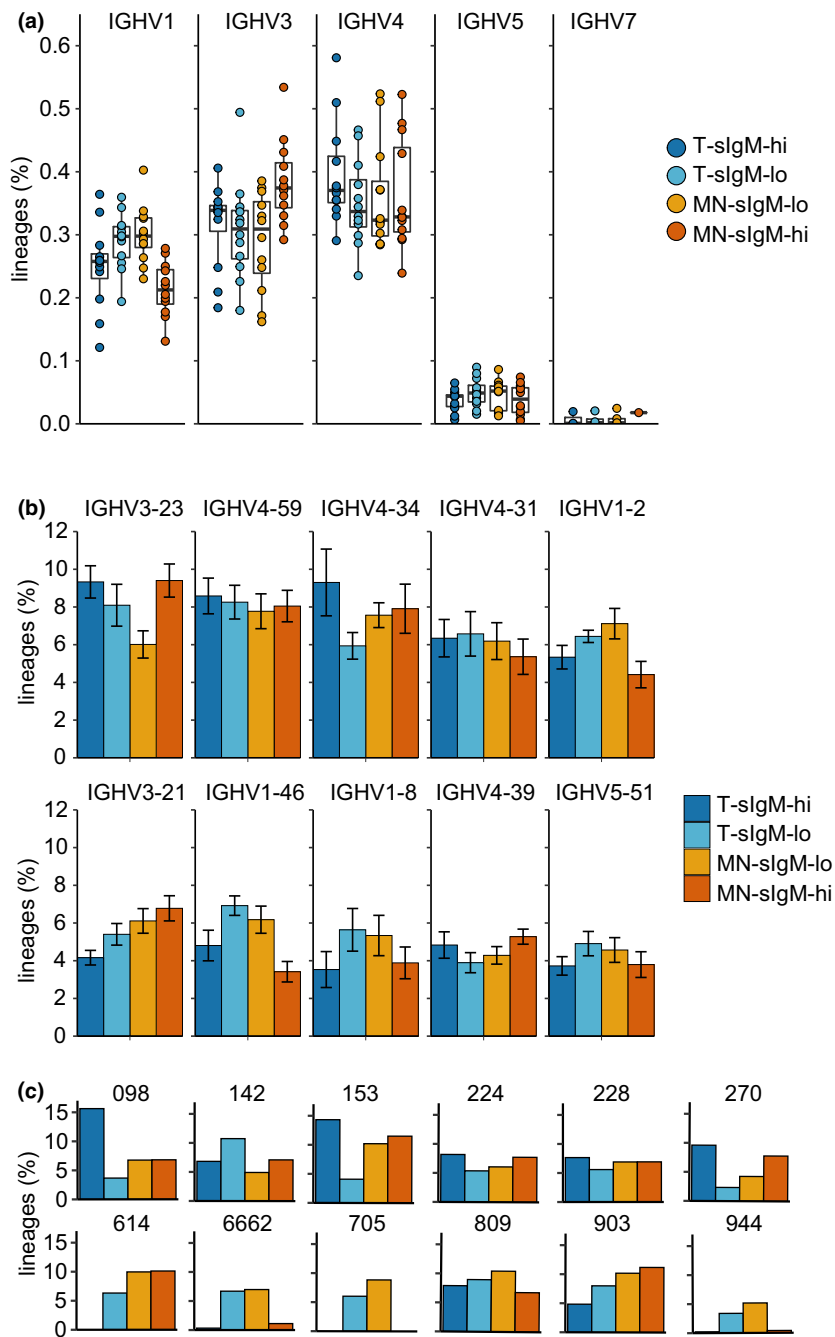 (a) IGHV1 IGHV3 IGHV4 IGHV5 IGHV7
0.6
0.5
0.4
0.3
0.2
0.1
0.0
lineages (%)
T-sIgM-hi
T-sIgM-lo
MN-sIgM-lo
MN-sIgM-hi
(b) IGHV3-23 IGHV4-59 IGHV4-34 IGHV4-31 IGHV1-2
12
10
8
6
4
2
0
lineages (%)
IGHV3-21 IGHV1-46 IGHV1-8 IGHV4-39 IGHV5-51
12
10
8
6
4
2
0
lineages (%)
T-sIgM-hi
T-sIgM-lo
MN-sIgM-lo
MN-sIgM-hi
(c) 098 142 153 224 228 270
15
10
5
0
614 6662 705 809 903 944
15
10
5
0
lineages (%)